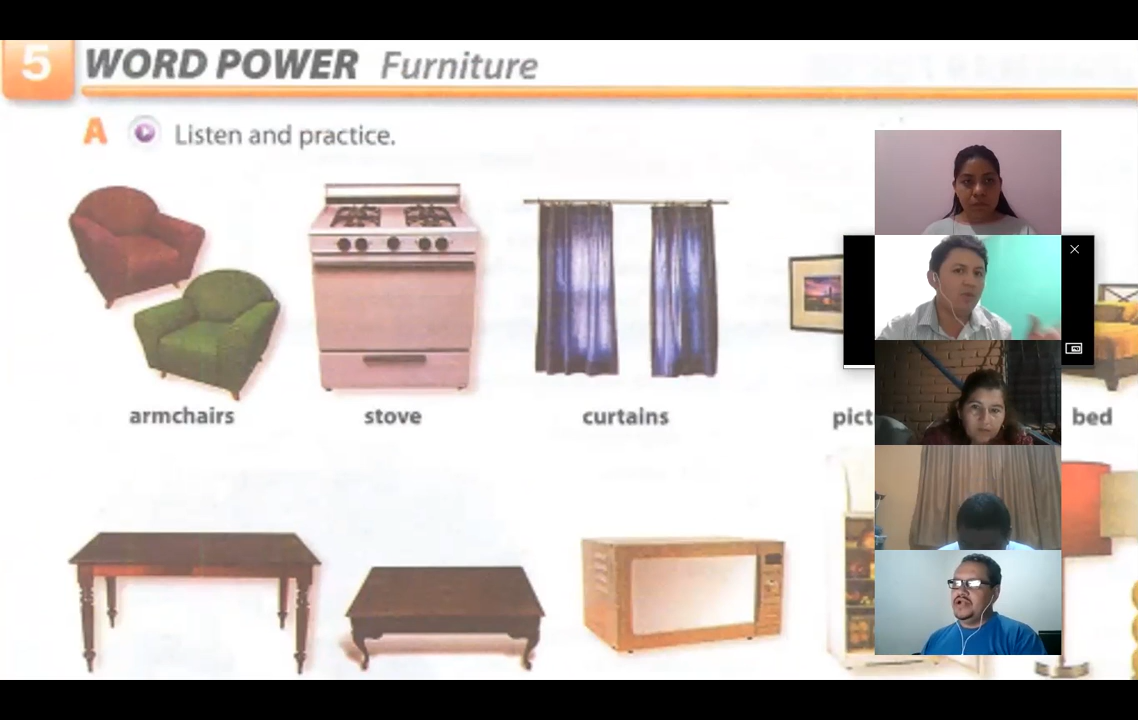 5 WORD POWER Furniture
A Listen and practice.
armchairs stove curtains bed